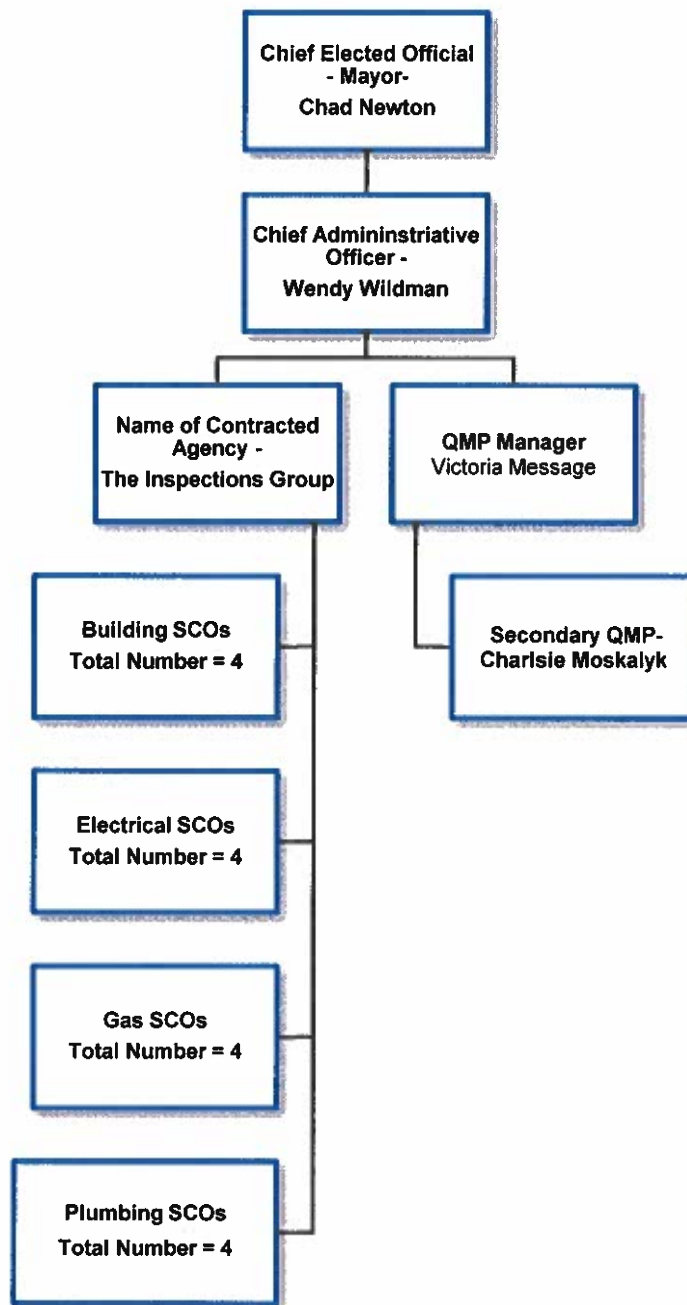 Chief Elected Official
- Mayor-
Chad Newton
Chief Admininstriative
Officer -
Wendy Wildman
Name of Contracted
Agency -
The Inspections Group
QMP Manager
Victoria Message
Building SCOs
Total Number = 4
Secondary QMP-
Charlsie Moskalyk
Electrical SCOs
Total Number = 4
Gas SCOs
Total Number = 4
Plumbing SCOs
Total Number = 4